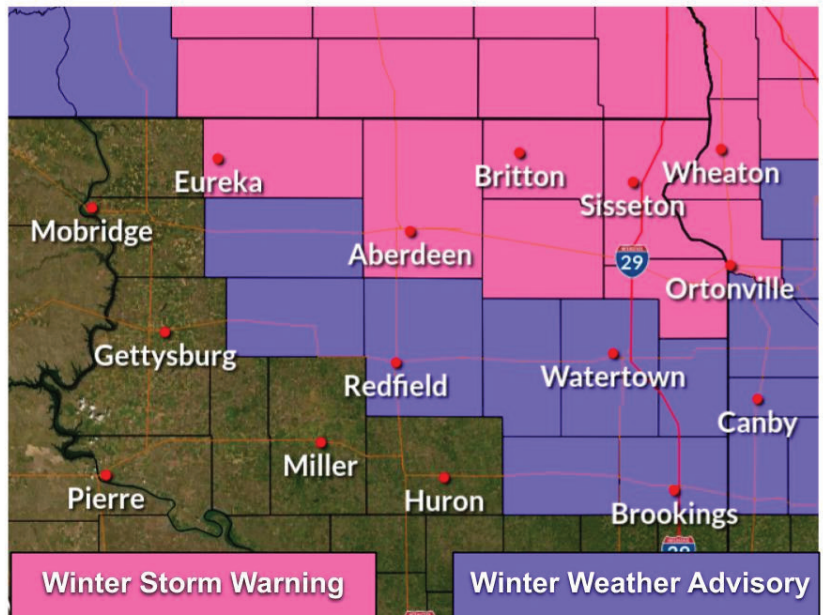 Eureka
Britton
Wheaton
Sisseton
Mobridge
Aberdeen
29
Ortonville
Gettysburg
Redfield
Watertown
Canby
Miller
Pierre
Huron
Brookings
Winter Storm Warning
Winter Weather Advisory